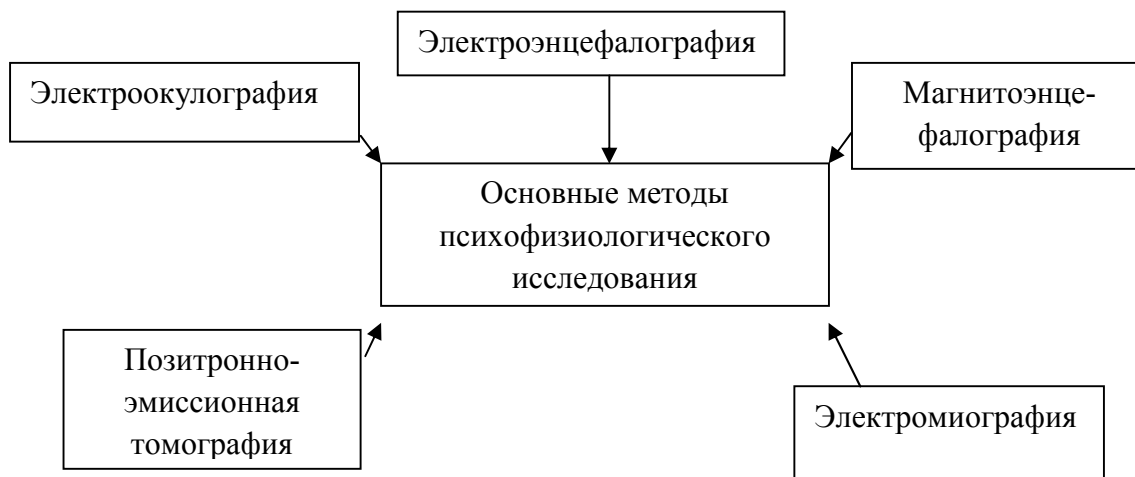 Электроэнцефалография
Электроокулография
Магнитоэнце-
фалография
Основные методы
психофизиологического
исследования
Позитронно-
эмиссионная
томография
Электромиография